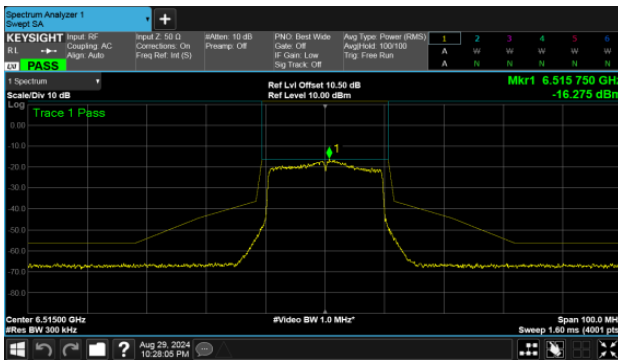 Spectrum Analyzer 1
Swept SA
+
KEYSIGHT Input: RF Input Z: 50 Ω #Atten: 10 dB PNO: Best Wide Avg Type: Power (RMS) 1 2 3 4 5 6
RL Coupling: AC Corrections: On Preamp: Off Gate: Off Avg|Hold: 100/100 A W W W W W
Align: Auto Freq Ref: Int (S) IF Gain: Low Trig: Free Run
LXI PASS Sig Track: Off A N N N N N
1 Spectrum Ref Lvl Offset 10.50 dB Mkr1 6.515 750 GHz
Scale/Div 10 dB Ref Level 10.00 dBm -16.275 dBm
Log
Trace 1 Pass
0.00
-10.0
1
-20.0
-30.0
-40.0
-50.0
-60.0
-70.0
-80.0
Center 6.51500 GHz #Video BW 1.0 MHz* Span 100.0 MHz
#Res BW 300 kHz Sweep 1.60 ms (4001 pts)
? Aug 29, 2024
10:28:05 PM